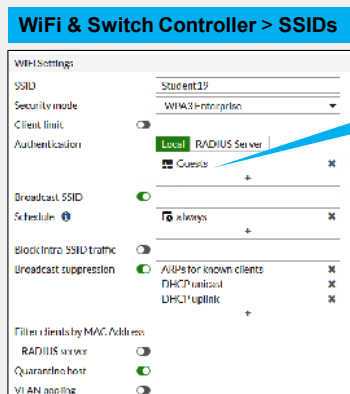 WiFi & Switch Controller > SSIDs
WiFi Settings
SSID Student19
Security mode WPA3 Enterprise
Client limit
Authentication Local RADIUS Server
Guests ×
+
Broadcast SSID
Schedule always ×
+
Block intra-SSID traffic
Broadcast suppression ARPs for known clients ×
DHCP unicast ×
DHCP uplink ×
+
Filter clients by MAC Address
RADIUS server
Quarantine host
VLAN pooling